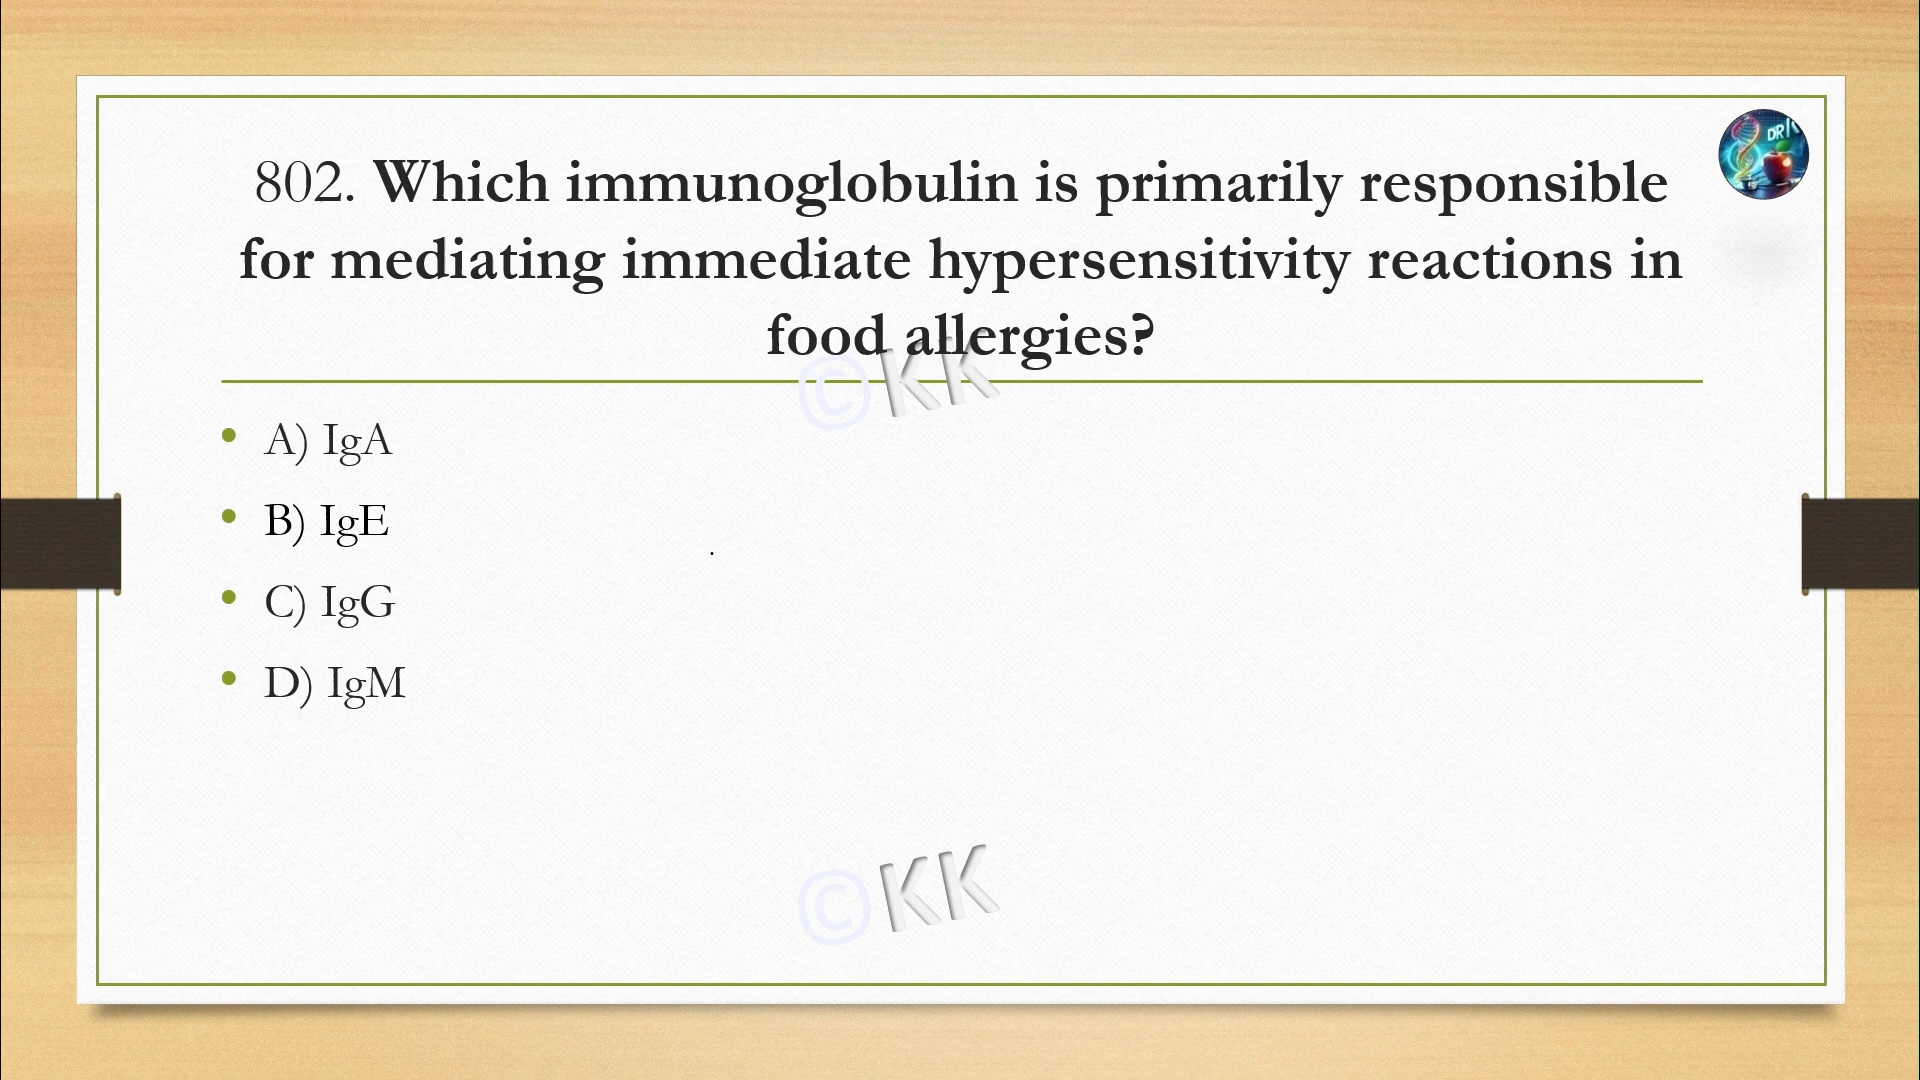 802. Which immunoglobulin is primarily responsible
for mediating immediate hypersensitivity reactions in
food allergies?
©KK
• A) IgA
• B) IgE
• C) IgG
• D) IgM
©KK
DR